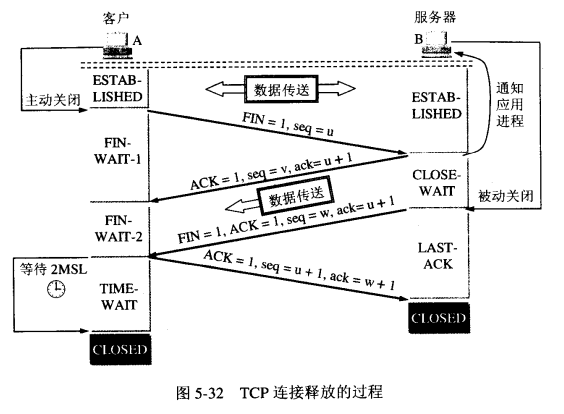 客户
A
服务器
B
主动关闭
ESTAB-
LISHED
数据传送
ESTAB-
LISHED
通知
应用
进程
FIN = 1, seq = u
FIN-
WAIT-1
ACK = 1, seq = v, ack= u + 1
CLOSE-
WAIT
数据传送
被动关闭
FIN-
WAIT-2
FIN = 1, ACK = 1, seq = w, ack= u + 1
LAST-
ACK
等待 2MSL
ACK = 1, seq = u + 1, ack = w + 1
TIME-
WAIT
CLOSED
CLOSED
图 5-32 TCP 连接释放的过程